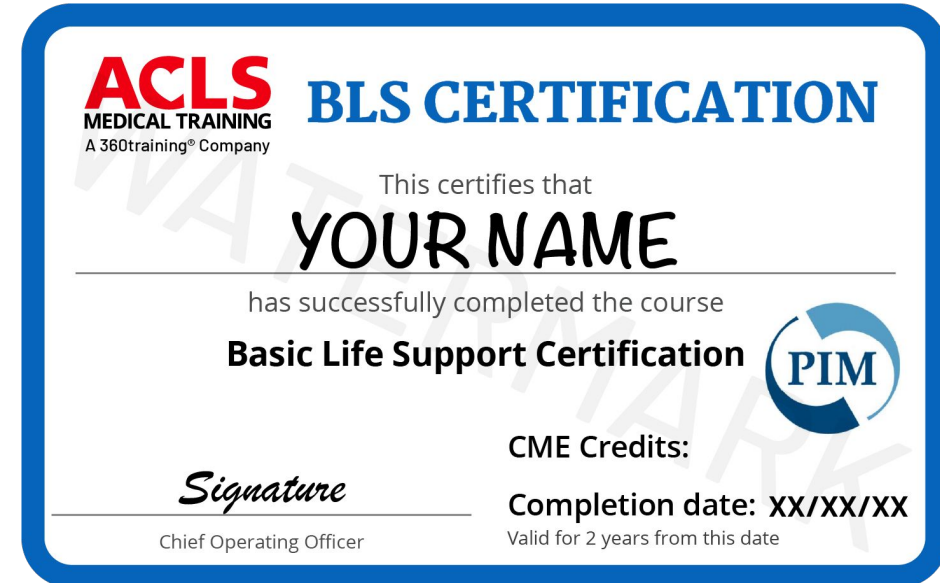 ACLS
MEDICAL TRAINING
A 360training® Company
BLS CERTIFICATION
This certifies that
YOUR NAME
has successfully completed the course
Basic Life Support Certification
PIM
CME Credits:
Signature
Completion date: XX/XX/XX
Chief Operating Officer
Valid for 2 years from this date
WATERMARK